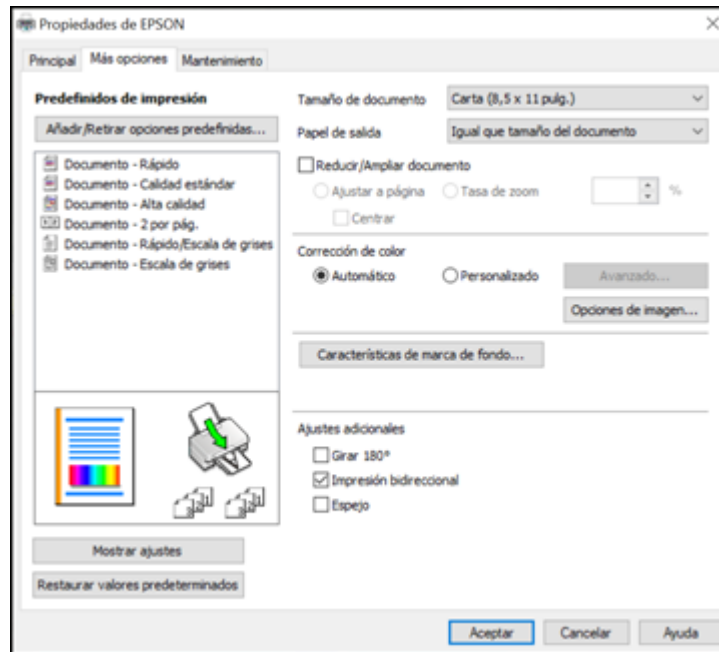 Propiedades de EPSON
Principal Más opciones Mantenimiento
Predefinidos de impresión
Añadir/Retirar opciones predefinidas...
Documento - Rápido
Documento - Calidad estándar
Documento - Alta calidad
Documento - 2 por pág.
Documento - Rápido/Escala de grises
Documento - Escala de grises
Mostrar ajustes
Restaurar valores predeterminados
Tamaño de documento Carta (8,5 x 11 pulg.)
Papel de salida Igual que tamaño del documento
Reducir/Ampliar documento
Ajustar a página Tasa de zoom %
Centrar
Corrección de color
Automático Personalizado Avanzado...
Opciones de imagen...
Características de marca de fondo...
Ajustes adicionales
Girar 180°
Impresión bidireccional
Espejo
Aceptar Cancelar Ayuda